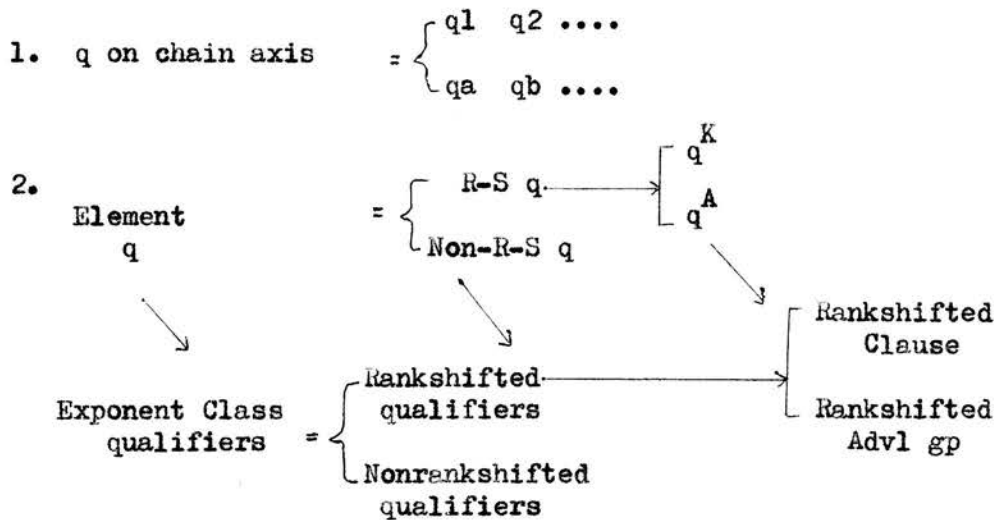 q1 q2 ....
1. q on chain axis =
qa qb ....
q^K
2.
R-S q
Element = q^A
q Non-R-S q
Rankshifted
Clause
Rankshifted
Exponent Class qualifiers
qualifiers = Rankshifted
Advl gp
Nonrankshifted
qualifiers